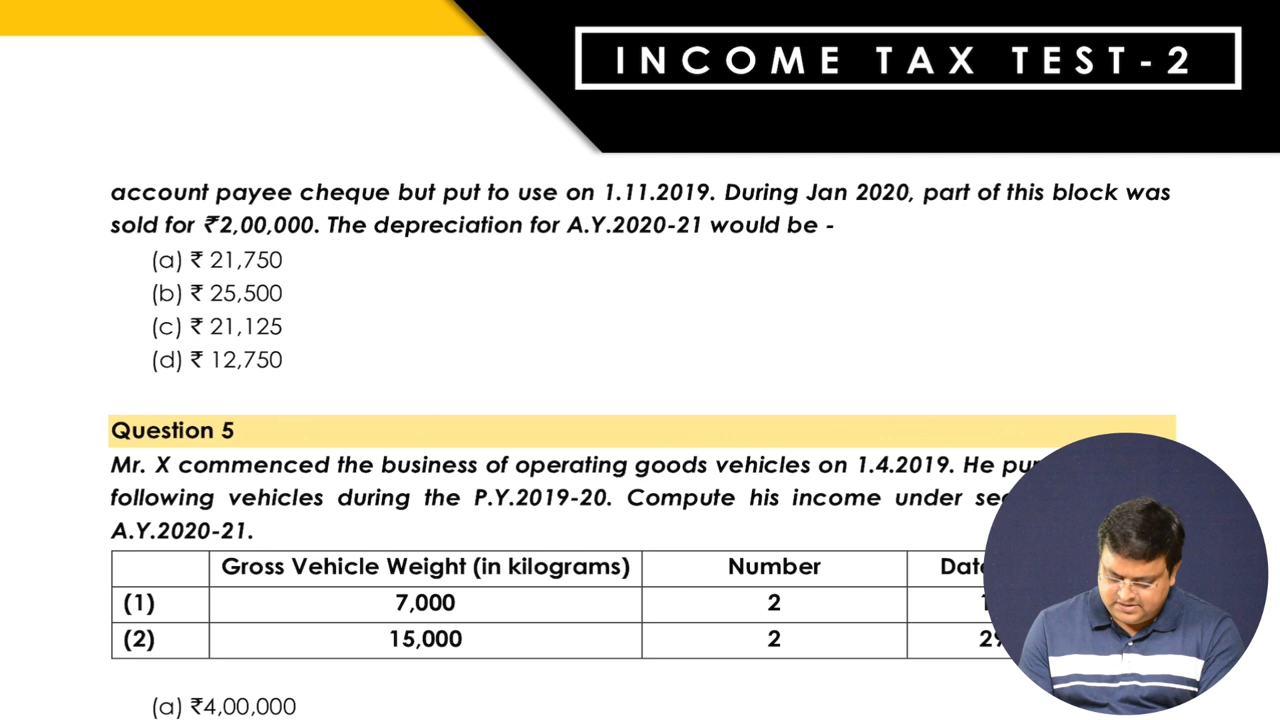 INCOME TAX TEST-2
account payee cheque but put to use on 1.11.2019. During Jan 2020, part of this block was
sold for ₹2,00,000. The depreciation for A.Y.2020-21 would be -
(a) ₹ 21,750
(b) ₹ 25,500
(c) ₹ 21,125
(d) ₹ 12,750
Question 5
Mr. X commenced the business of operating goods vehicles on 1.4.2019. He
following vehicles during the P.Y.2019-20. Compute his income under
A.Y.2020-21.
Gross Vehicle Weight (in kilograms) Number
(1) 7,000 2
(2) 15,000 2
(a) ₹4,00,000